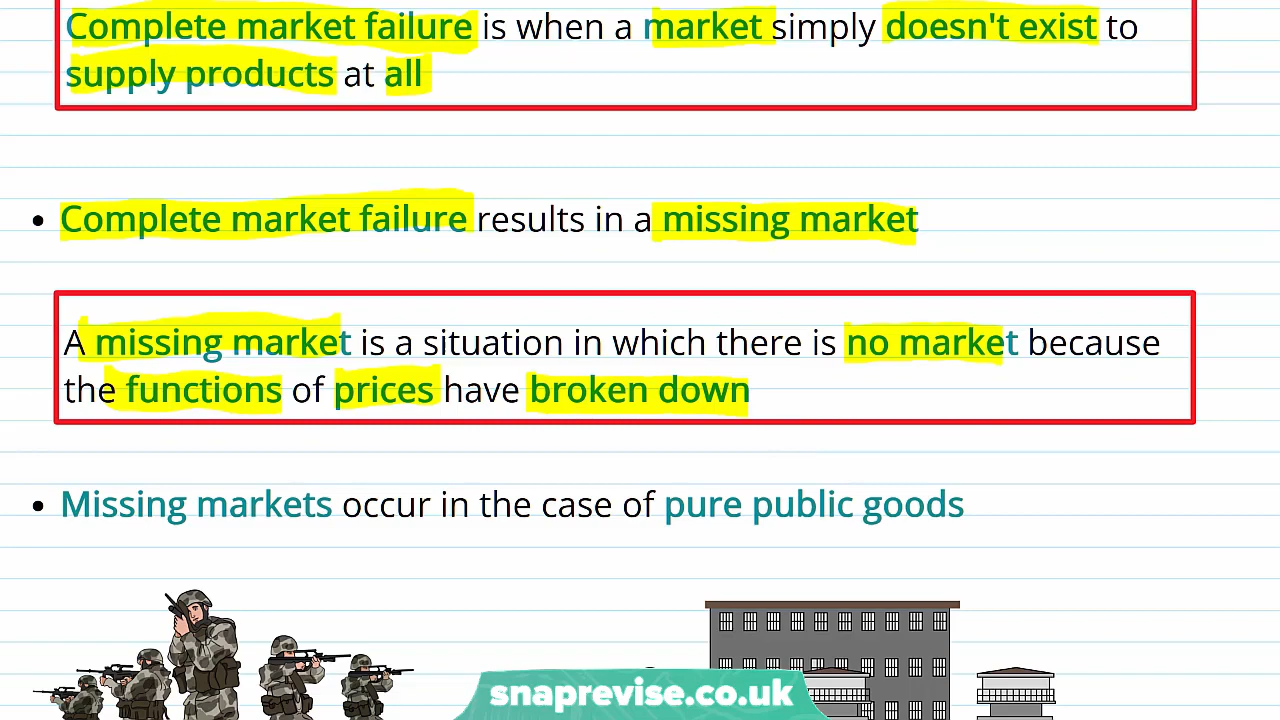 Complete market failure is when a market simply doesn't exist to
supply products at all
• Complete market failure results in a missing market
A missing market is a situation in which there is no market because
the functions of prices have broken down
• Missing markets occur in the case of pure public goods
snaprevise.co.uk